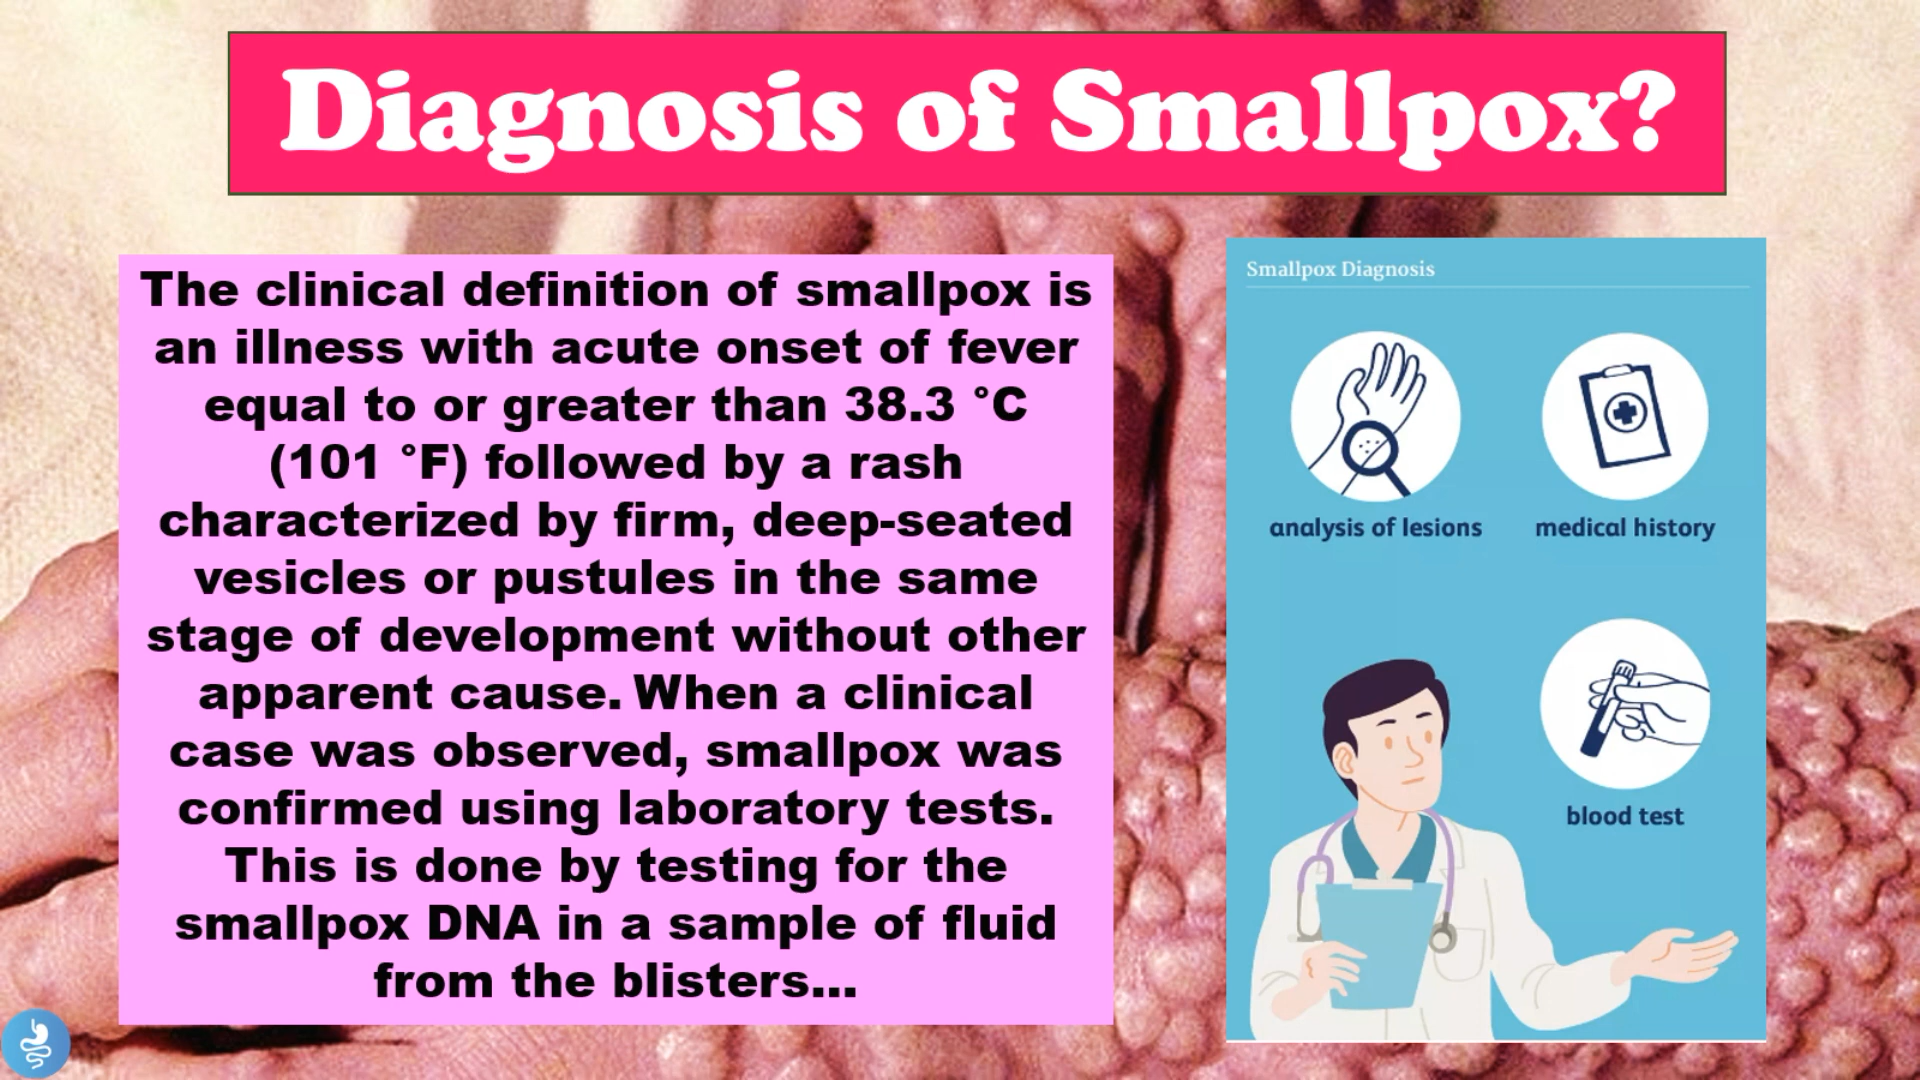 Diagnosis of Smallpox?
The clinical definition of smallpox is
an illness with acute onset of fever
equal to or greater than 38.3 °C
(101 °F) followed by a rash
characterized by firm, deep-seated
vesicles or pustules in the same
stage of development without other
apparent cause. When a clinical
case was observed, smallpox was
confirmed using laboratory tests.
This is done by testing for the
smallpox DNA in a sample of fluid
from the blisters...
Smallpox Diagnosis
analysis of lesions
medical history
blood test